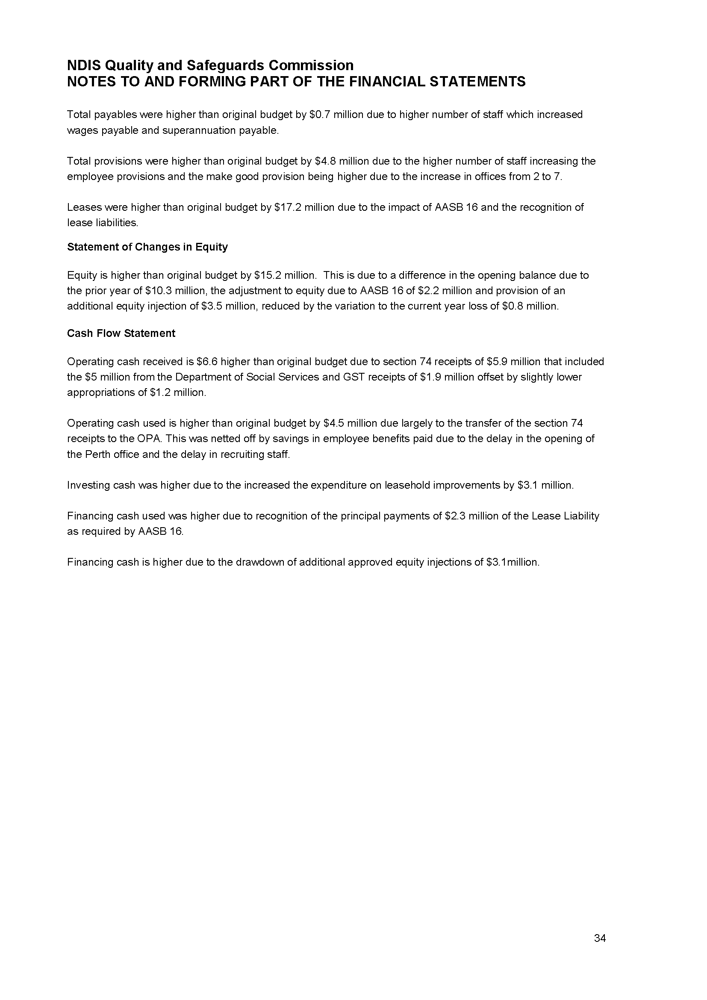 NDIS Quality and Safeguards Commission
NOTES TO AND FORMING PART OF THE FINANCIAL STATEMENTS
Total payables were higher than original budget by $0.7 million due to higher number of staff which increased
wages payable and superannuation payable.
Total provisions were higher than original budget by $4.8 million due to the higher number of staff increasing the
employee provisions and the make good provision being higher due to the increase in offices from 2 to 7.
Leases were higher than original budget by $17.2 million due to the impact of AASB 16 and the recognition of
lease liabilities.
Statement of Changes in Equity
Equity is higher than original budget by $15.2 million.  This is due to a difference in the opening balance due to
the prior year of $10.3 million, the adjustment to equity due to AASB 16 of $2.2 million and provision of an
additional equity injection of $3.5 million, reduced by the variation to the current year loss of $0.8 million.
Cash Flow Statement
Operating cash received is $6.6 higher than original budget due to section 74 receipts of $5.9 million that included
the $5 million from the Department of Social Services and GST receipts of $1.9 million offset by slightly lower
appropriations of $1.2 million.
Operating cash used is higher than original budget by $4.5 million due largely to the transfer of the section 74
receipts to the OPA. This was netted off by savings in employee benefits paid due to the delay in the opening of
the Perth office and the delay in recruiting staff.
Investing cash was higher due to the increased the expenditure on leasehold improvements by $3.1 million.
Financing cash used was higher due to recognition of the principal payments of $2.3 million of the Lease Liability
as required by AASB 16.
Financing cash is higher due to the drawdown of additional approved equity injections of $3.1million.
34